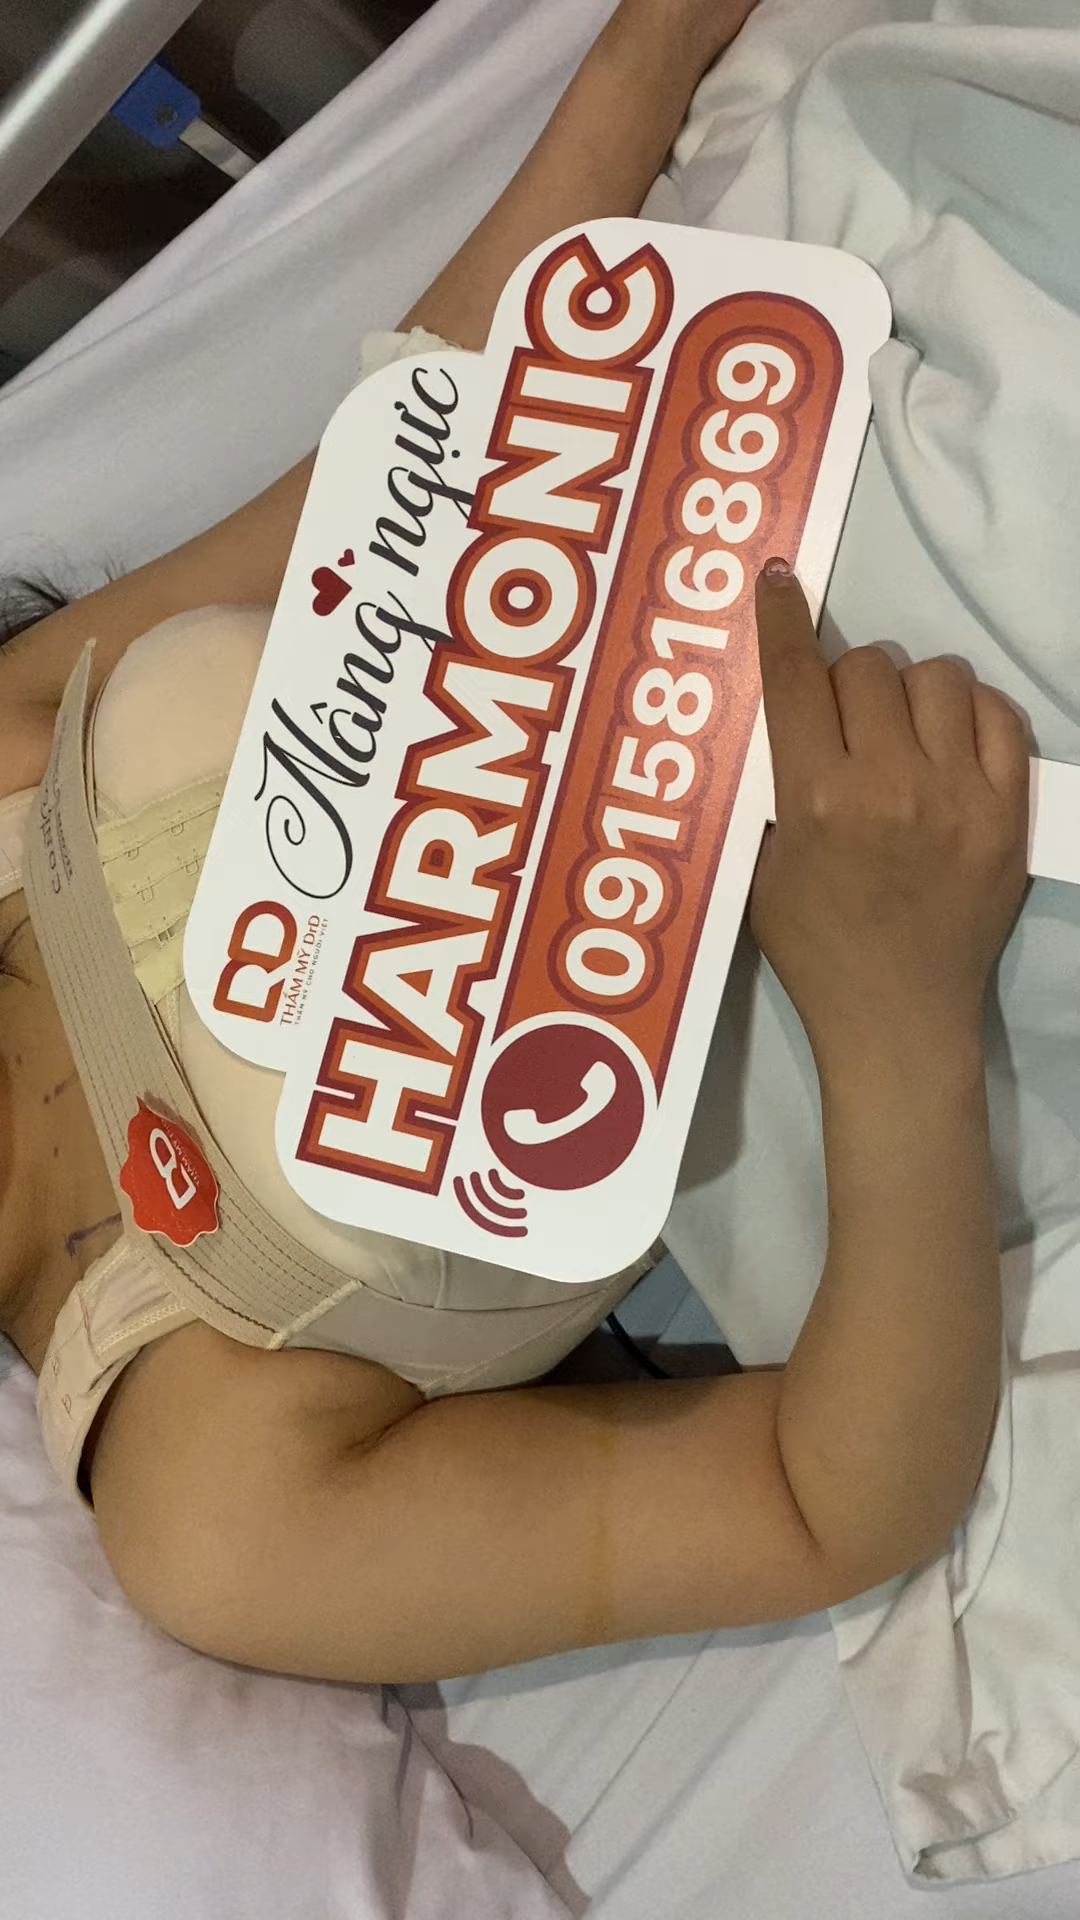 Nâng ngực
HARMONIC
0915816869
THẨM MỸ DrD
THẨM MỸ CHO NGƯỜI VIỆT